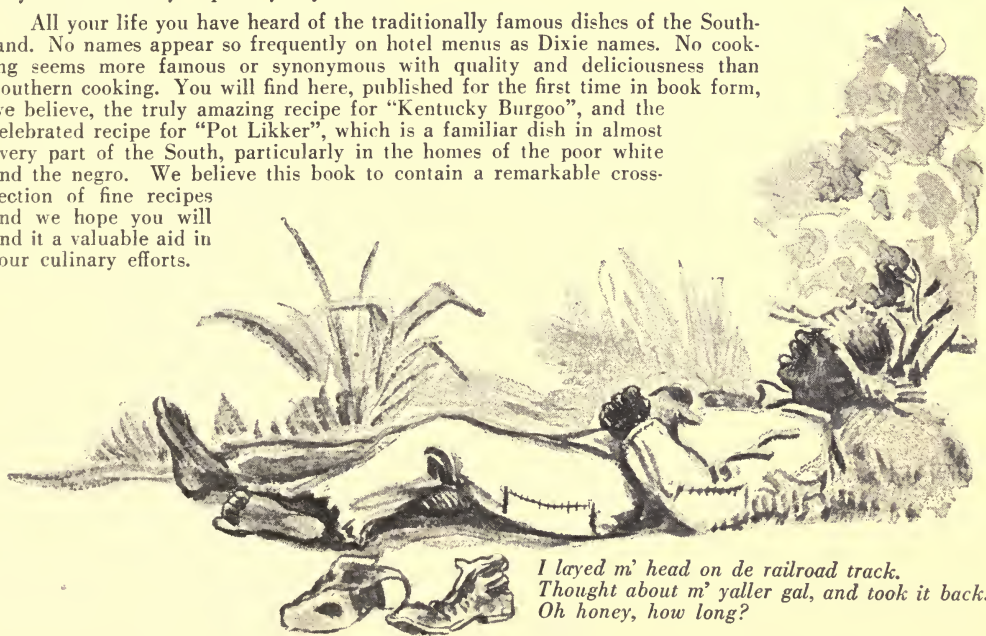 All your life you have heard of the traditionally famous dishes of the South-
and. No names appear so frequently on hotel menus as Dixie names. No cook-
ng seems more famous or synonymous with quality and deliciousness than
outhern cooking. You will find here, published for the first time in book form,
e believe, the truly amazing recipe for "Kentucky Burgoo", and the
elebrated recipe for "Pot Likker", which is a familiar dish in almost
very part of the South, particularly in the homes of the poor white
nd the negro. We believe this book to contain a remarkable cross-
ection of fine recipes
nd we hope you will
nd it a valuable aid in
our culinary efforts.
I layed m' head on de railroad track.
Thought about m' yaller gal, and took it back.
Oh honey, how long?